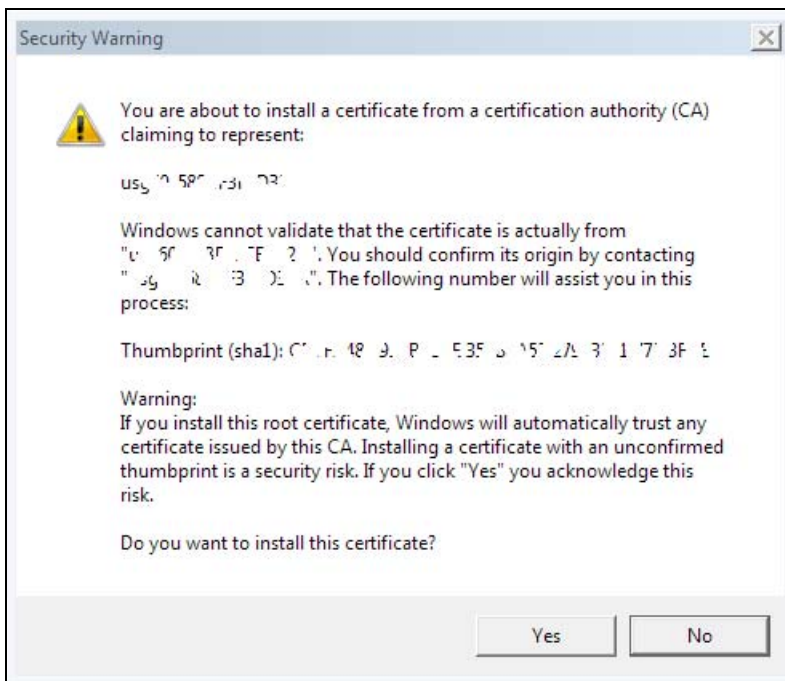 Security Warning
You are about to install a certificate from a certification authority (CA)
claiming to represent:
Windows cannot validate that the certificate is actually from
You should confirm its origin by contacting
The following number will assist you in this
process:
Thumbprint (sha1):
Warning:
If you install this root certificate, Windows will automatically trust any
certificate issued by this CA. Installing a certificate with an unconfirmed
thumbprint is a security risk. If you click "Yes" you acknowledge this
risk.
Do you want to install this certificate?
Yes
No